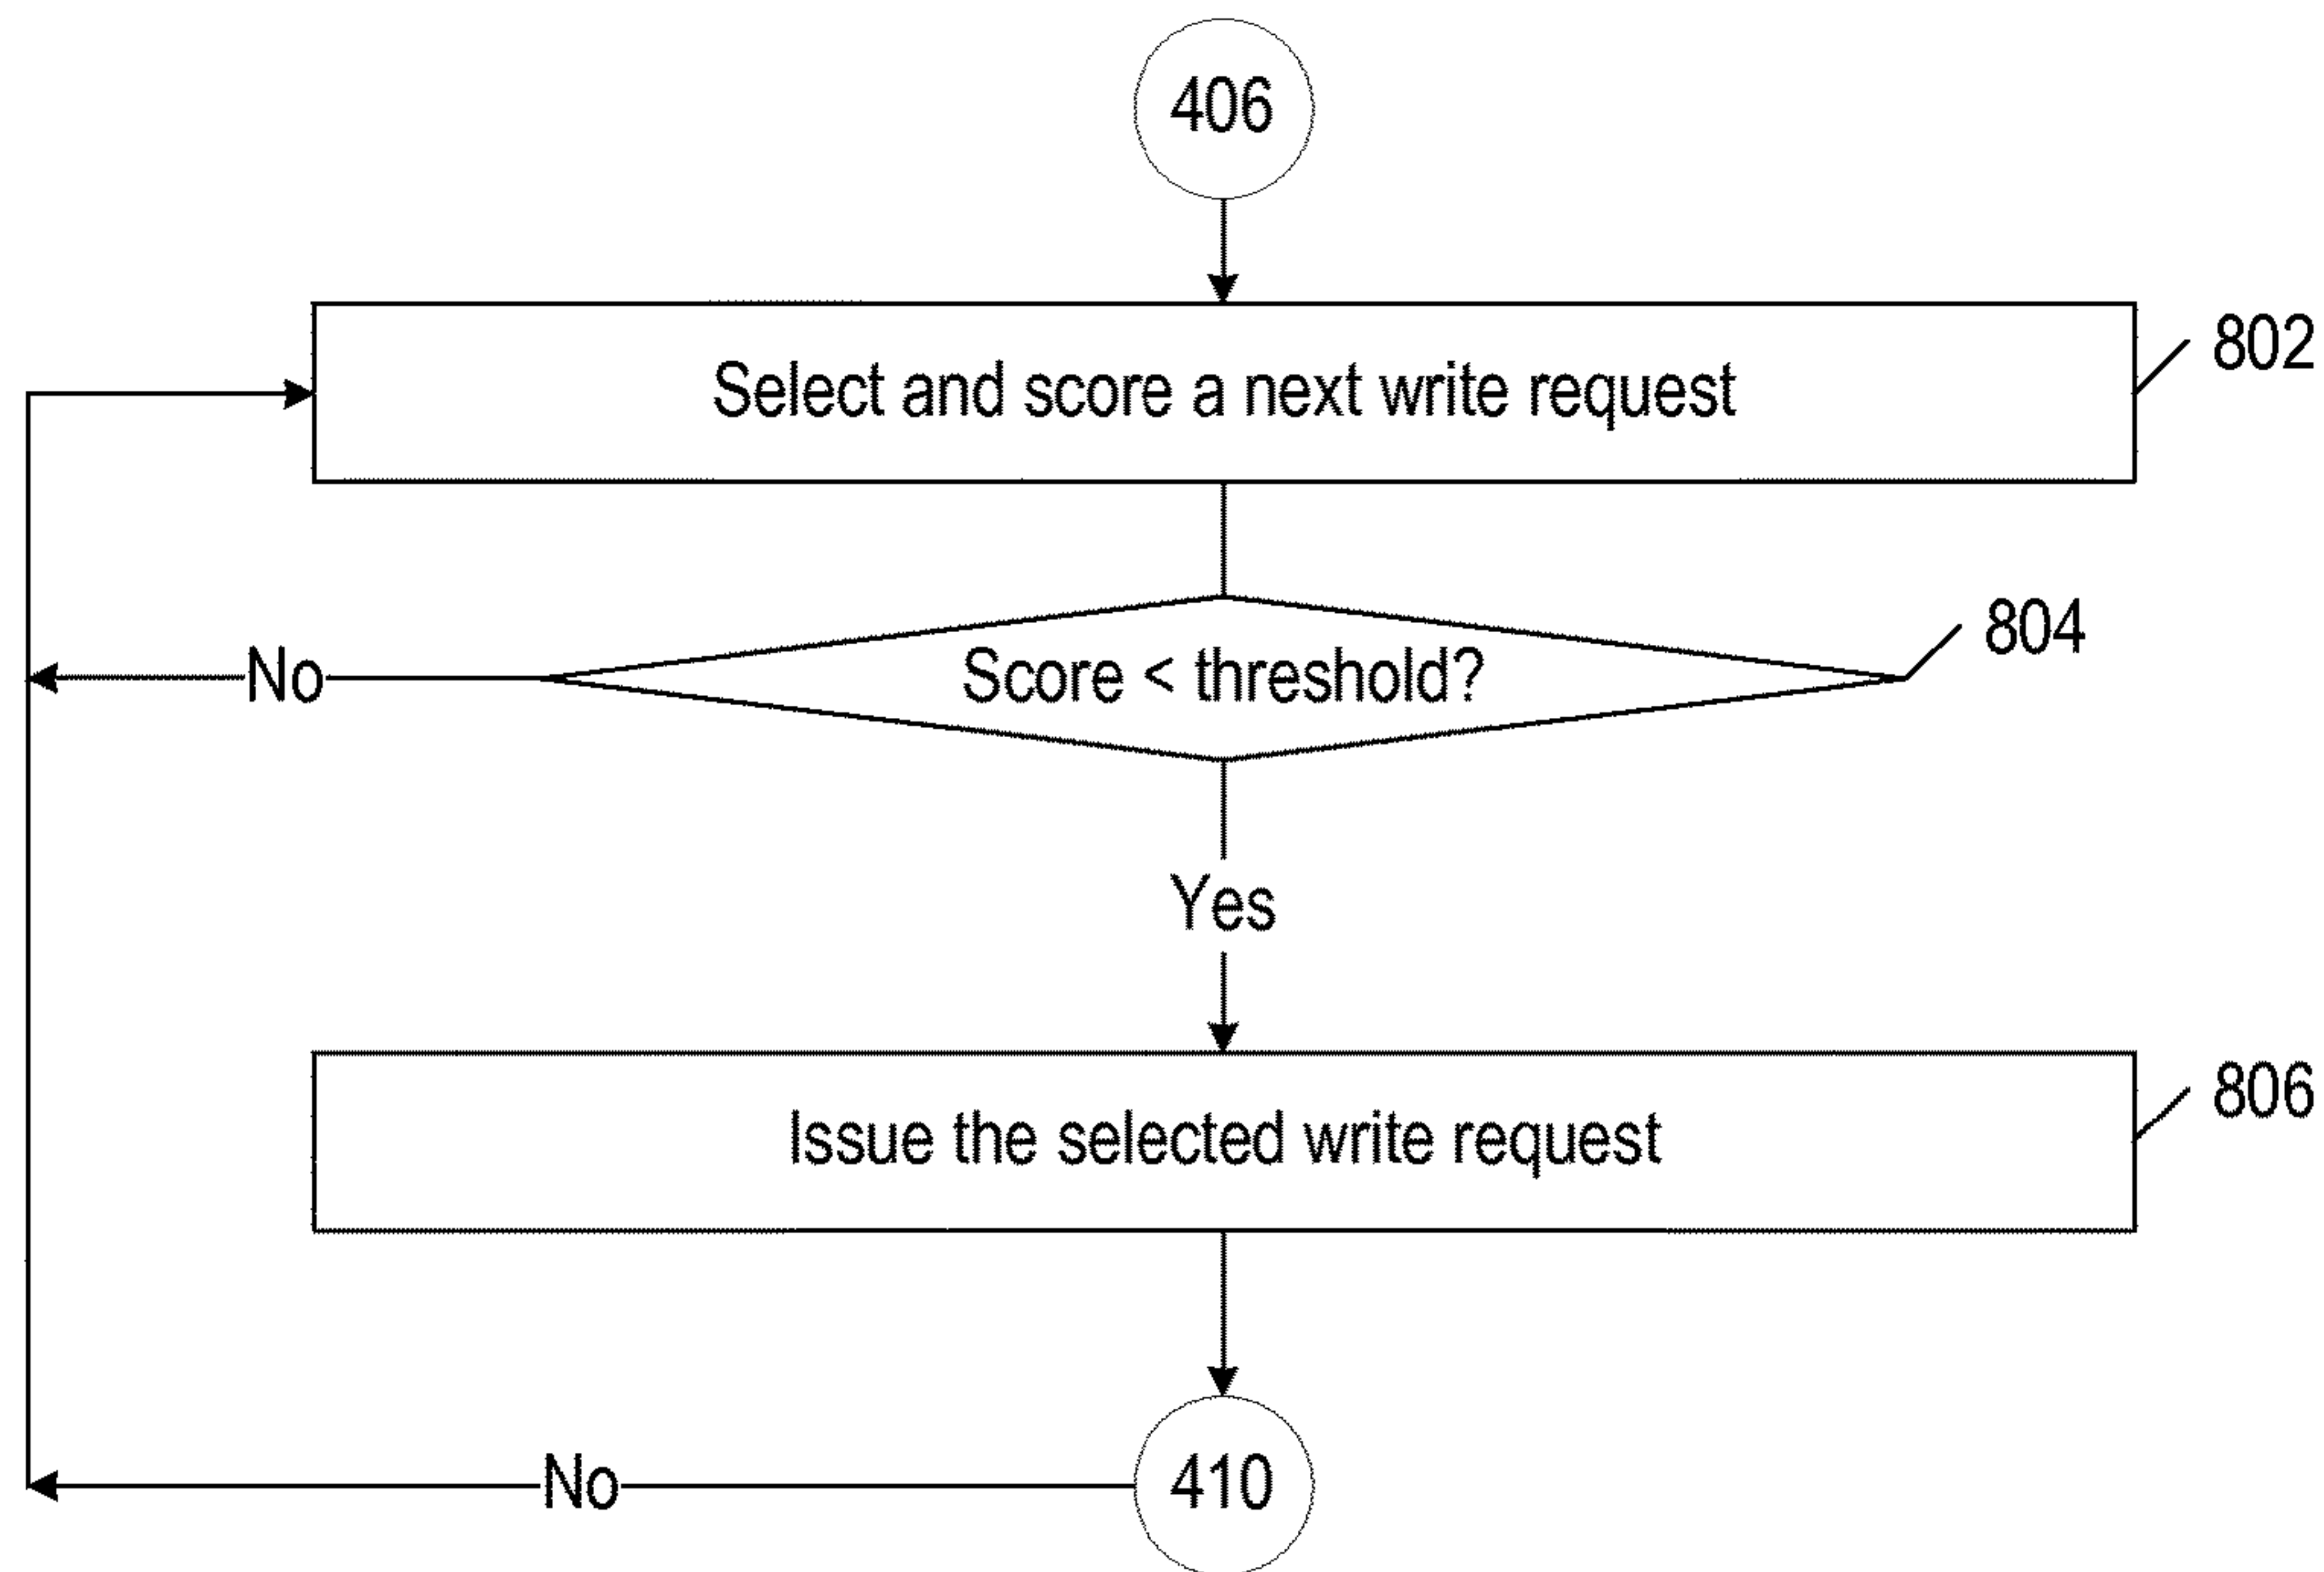 406
Select and score a next write request
802
Score < threshold?
804
No
Yes
Issue the selected write request
806
No
410